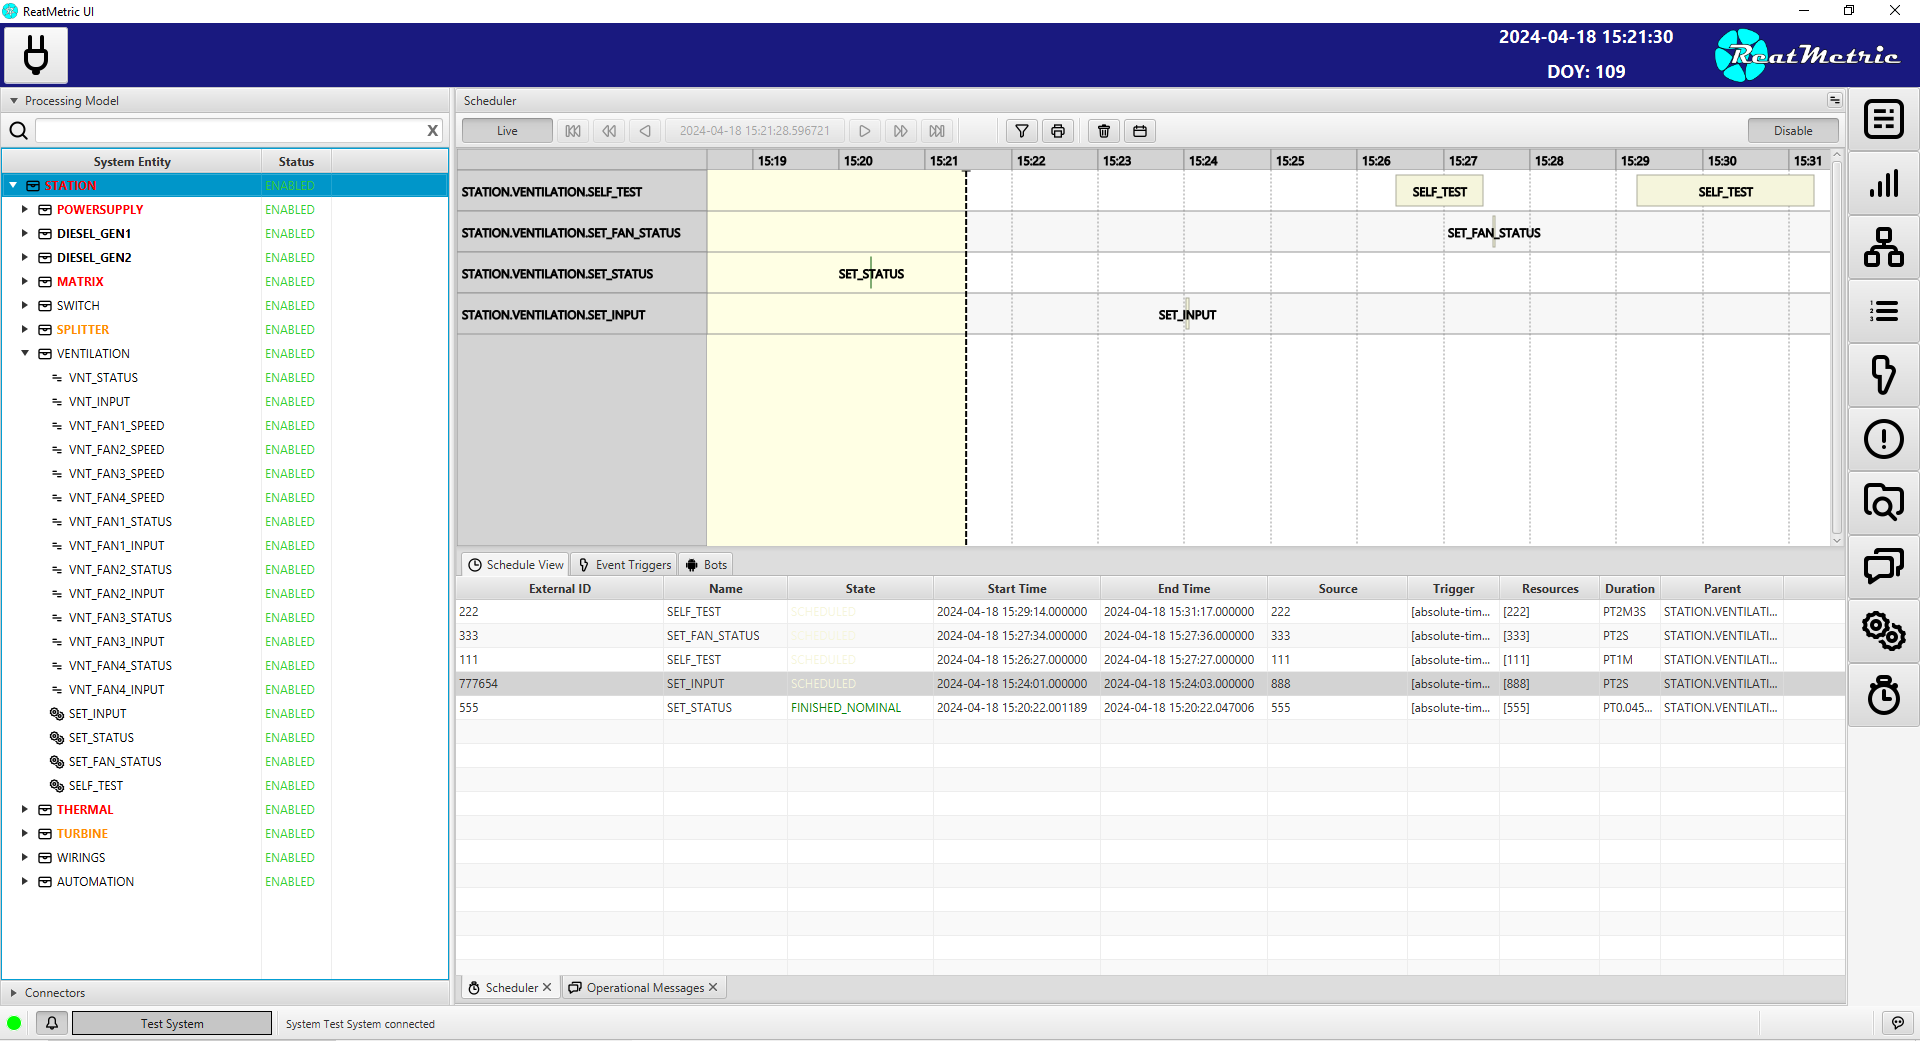 ReatMetric UI
2024-04-18 15:21:30
DOY: 109
ReatMetric
Processing Model
X
System Entity Status
STATION ENABLED
POWERSUPPLY ENABLED
DIESEL_GEN1 ENABLED
DIESEL_GEN2 ENABLED
MATRIX ENABLED
SWITCH ENABLED
SPLITTER ENABLED
VENTILATION ENABLED
VNT_STATUS ENABLED
VNT_INPUT ENABLED
VNT_FAN1_SPEED ENABLED
VNT_FAN2_SPEED ENABLED
VNT_FAN3_SPEED ENABLED
VNT_FAN4_SPEED ENABLED
VNT_FAN1_STATUS ENABLED
VNT_FAN1_INPUT ENABLED
VNT_FAN2_STATUS ENABLED
VNT_FAN2_INPUT ENABLED
VNT_FAN3_STATUS ENABLED
VNT_FAN3_INPUT ENABLED
VNT_FAN4_STATUS ENABLED
VNT_FAN4_INPUT ENABLED
SET_INPUT ENABLED
SET_STATUS ENABLED
SET_FAN_STATUS ENABLED
SELF_TEST ENABLED
THERMAL ENABLED
TURBINE ENABLED
WIRINGS ENABLED
AUTOMATION ENABLED
Connectors
Scheduler
Live 2024-04-18 15:21:28.596721 Disable
15:19 15:20 15:21 15:22 15:23 15:24 15:25 15:26 15:27 15:28 15:29 15:30 15:31
STATION.VENTILATION.SELF_TEST SELF_TEST SELF_TEST
STATION.VENTILATION.SET_FAN_STATUS SET_FAN_STATUS
STATION.VENTILATION.SET_STATUS SET_STATUS
STATION.VENTILATION.SET_INPUT SET_INPUT
Schedule View Event Triggers Bots
External ID Name State Start Time End Time Source Trigger Resources Duration Parent
222 SELF_TEST SCHEDULED 2024-04-18 15:29:14.000000 2024-04-18 15:31:17.000000 222 [absolute-tim... [222] PT2M3S STATION.VENTILATI...
333 SET_FAN_STATUS SCHEDULED 2024-04-18 15:27:34.000000 2024-04-18 15:27:36.000000 333 [absolute-tim... [333] PT2S STATION.VENTILATI...
111 SELF_TEST SCHEDULED 2024-04-18 15:26:27.000000 2024-04-18 15:27:27.000000 111 [absolute-tim... [111] PT1M STATION.VENTILATI...
777654 SET_INPUT SCHEDULED 2024-04-18 15:24:01.000000 2024-04-18 15:24:03.000000 888 [absolute-tim... [888] PT2S STATION.VENTILATI...
555 SET_STATUS FINISHED_NOMINAL 2024-04-18 15:20:22.001189 2024-04-18 15:20:22.047006 555 [absolute-tim... [555] PT0.045... STATION.VENTILATI...
Scheduler Operational Messages
Test System System Test System connected